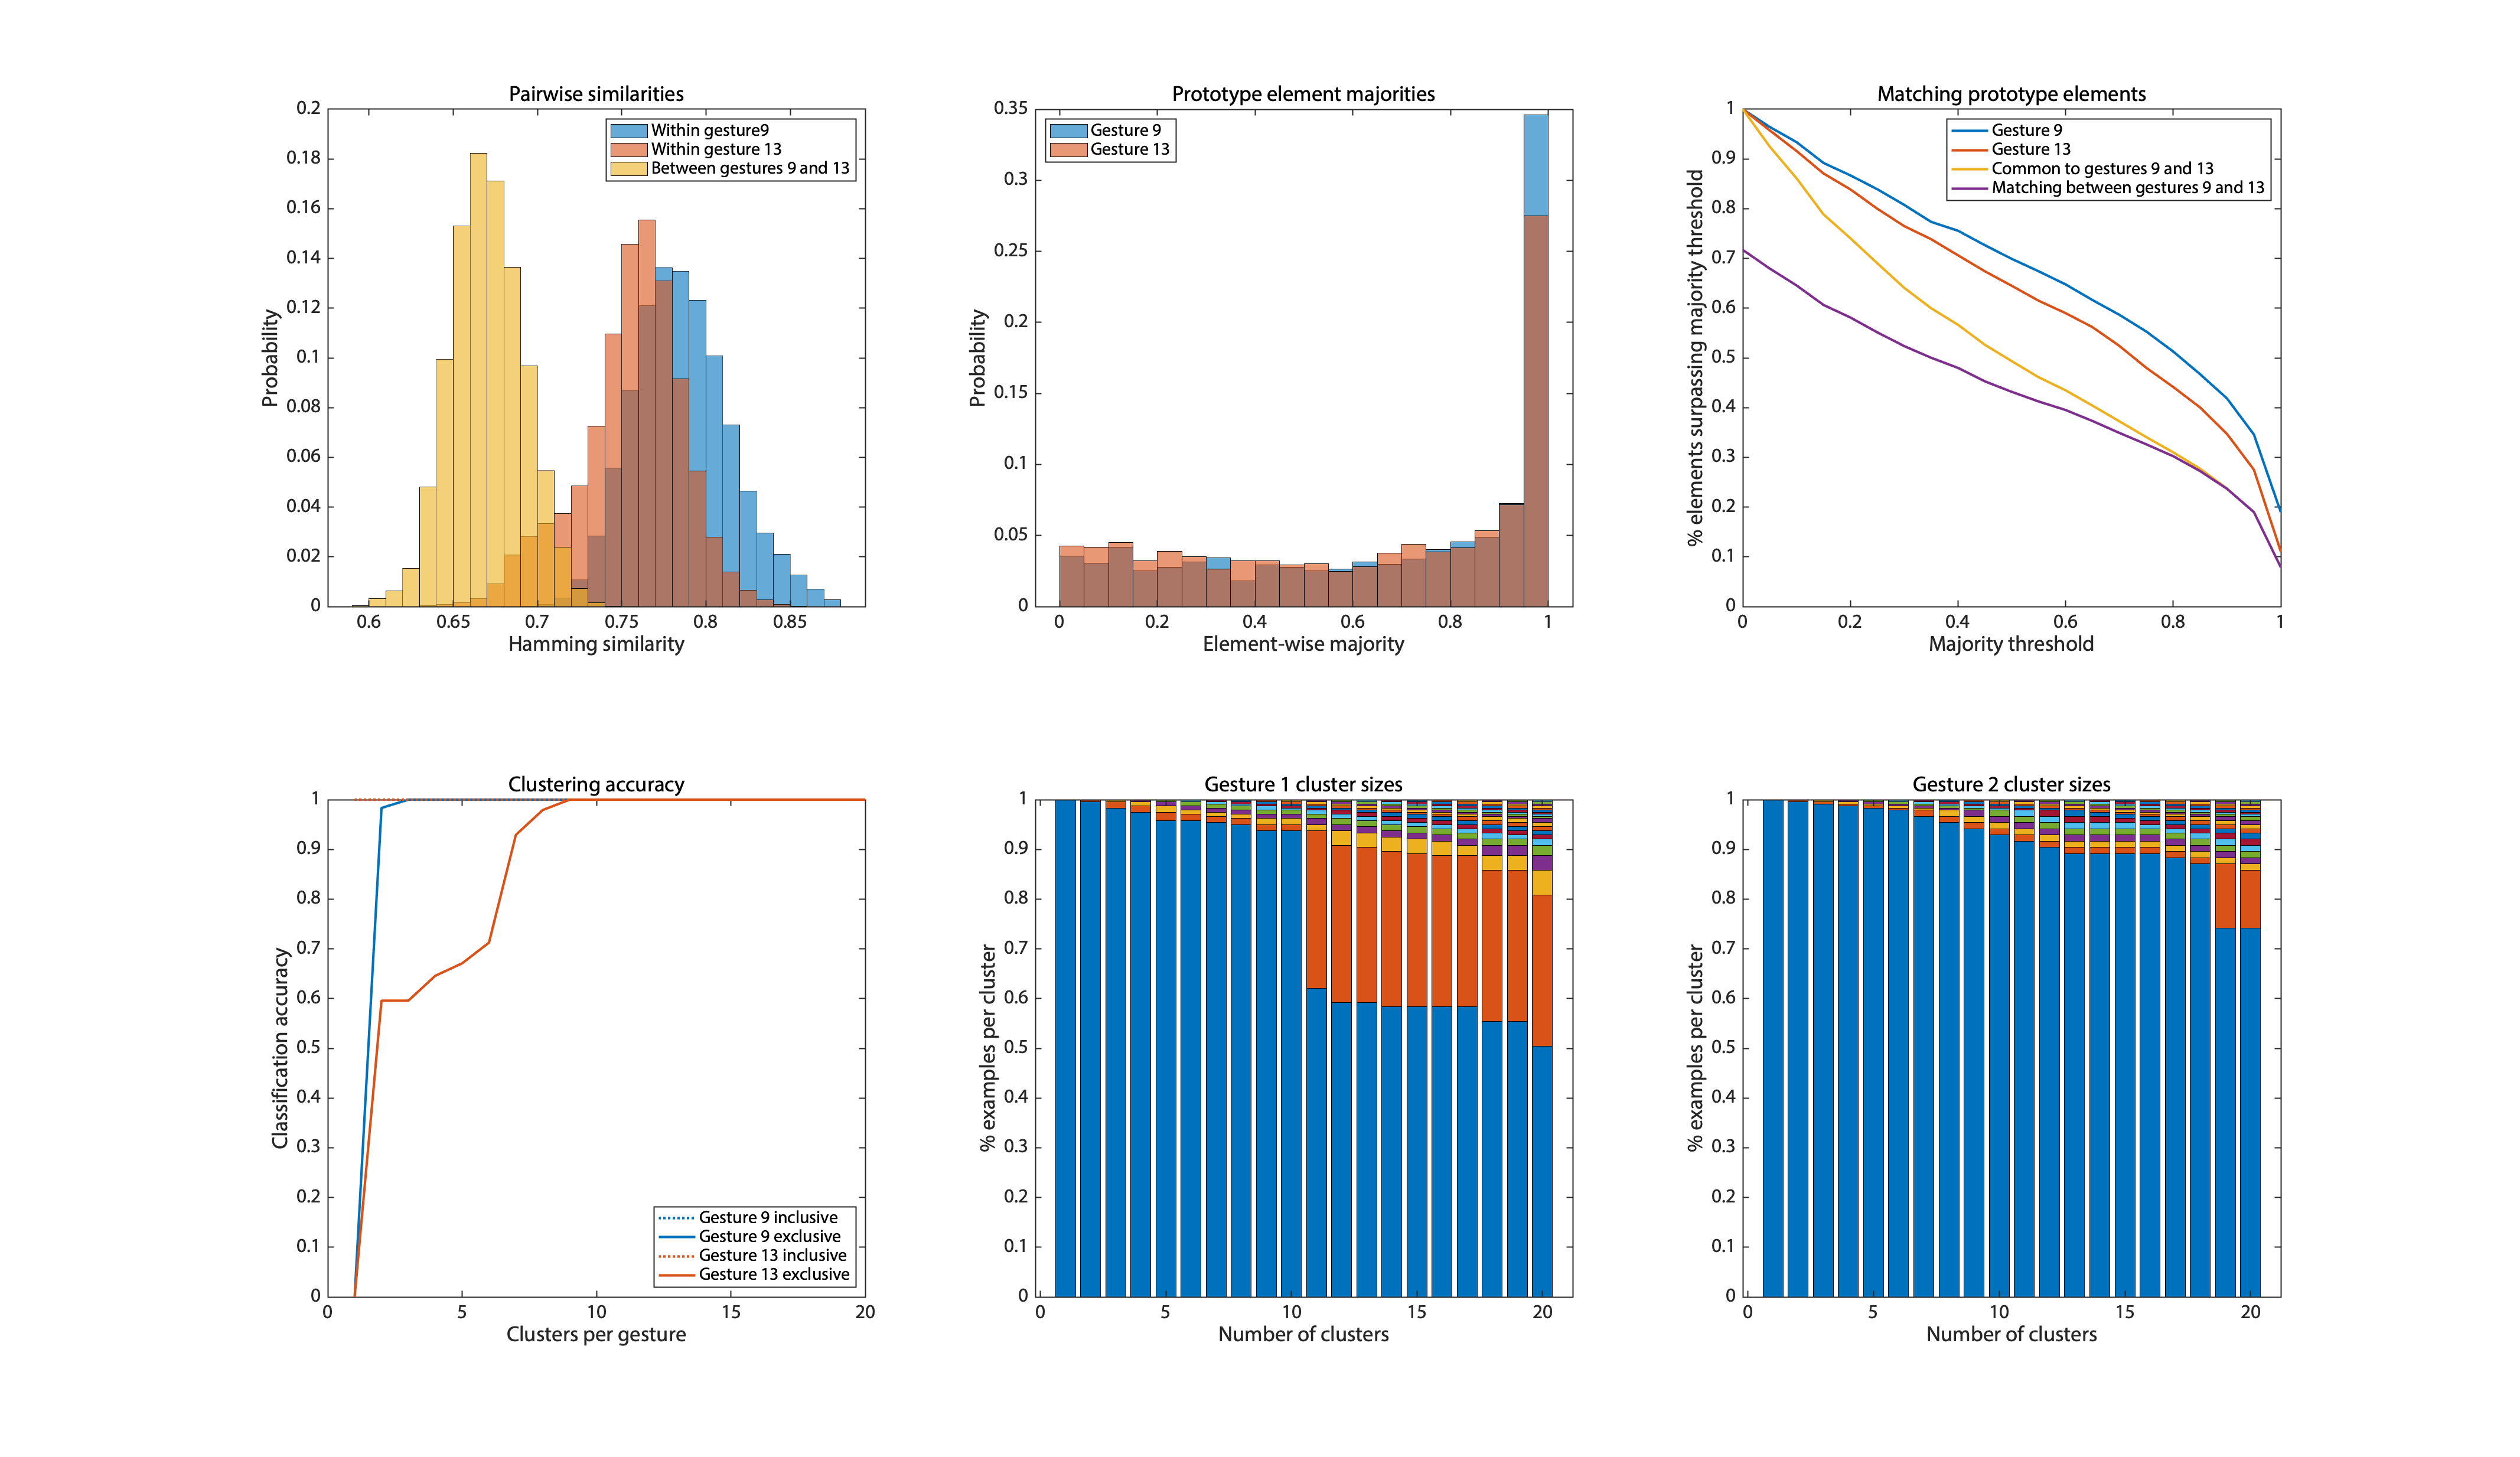 Pairwise similarities
0.2
0.18
0.16
0.14
0.12
0.1
0.08
0.06
0.04
0.02
0
Probability
Within gesture9
Within gesture 13
Between gestures 9 and 13
0.6 0.65 0.7 0.75 0.8 0.85
Hamming similarity
Prototype element majorities
0.35
0.3
0.25
0.2
0.15
0.1
0.05
0
Probability
Gesture 9
Gesture 13
0 0.2 0.4 0.6 0.8 1
Element-wise majority
Matching prototype elements
1
0.9
0.8
0.7
0.6
0.5
0.4
0.3
0.2
0.1
0
% elements surpassing majority threshold
Gesture 9
Gesture 13
Common to gestures 9 and 13
Matching between gestures 9 and 13
0 0.2 0.4 0.6 0.8 1
Majority threshold
Clustering accuracy
1
0.9
0.8
0.7
0.6
0.5
0.4
0.3
0.2
0.1
0
Classification accuracy
Gesture 9 inclusive
Gesture 9 exclusive
Gesture 13 inclusive
Gesture 13 exclusive
0 5 10 15 20
Clusters per gesture
Gesture 1 cluster sizes
1
0.9
0.8
0.7
0.6
0.5
0.4
0.3
0.2
0.1
0
% examples per cluster
0 5 10 15 20
Number of clusters
Gesture 2 cluster sizes
1
0.9
0.8
0.7
0.6
0.5
0.4
0.3
0.2
0.1
0
% examples per cluster
0 5 10 15 20
Number of clusters